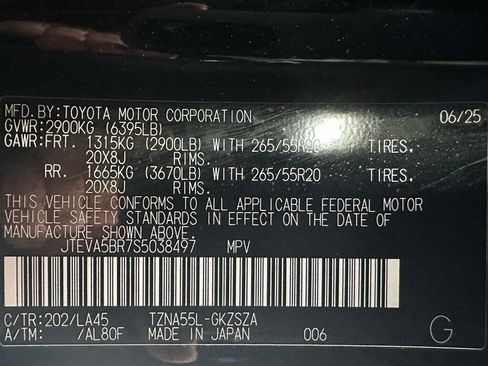 MFD.BY:TOYOTA MOTOR CORPORATION 06/25
GVWR:2900KG (6395LB)
GAWR:FRT. 1315KG (2900LB) WITH 265/55R20 TIRES.
20X8J RIMS.
RR. 1665KG (3670LB) WITH 265/55R20 TIRES.
20X8J RIMS.
THIS VEHICLE CONFORMS TO ALL APPLICABLE FEDERAL MOTOR
VEHICLE SAFETY STANDARDS IN EFFECT ON THE DATE OF
MANUFACTURE SHOWN ABOVE.
JTEVA5BR7S5038497 MPV
C/TR:202/LA45 TZNA55L-GKZSZA
A/TM: /AL80F MADE IN JAPAN 006 G